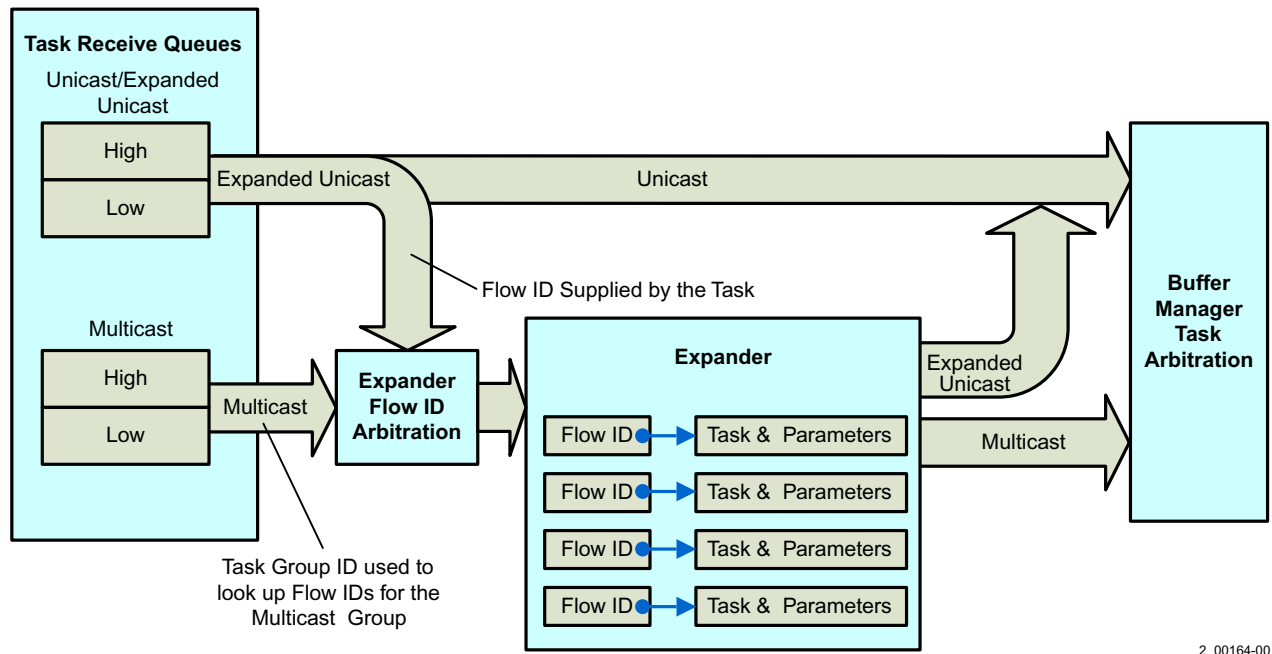 Task Receive Queues
Unicast/Expanded
Unicast
High
Low
Expanded Unicast
Unicast
Flow ID Supplied by the Task
Multicast
High
Low
Multicast
Expander
Flow ID
Arbitration
Expander
Flow ID
Task & Parameters
Flow ID
Task & Parameters
Flow ID
Task & Parameters
Flow ID
Task & Parameters
Expanded
Unicast
Multicast
Buffer
Manager
Task
Arbitration
Task Group ID used to
look up Flow IDs for the
Multicast Group
2_00164-00